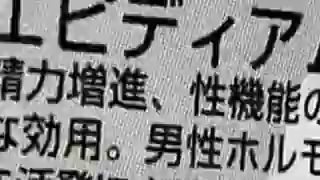 エビディア
精力増進、性機能の
な効用。男性ホルモ